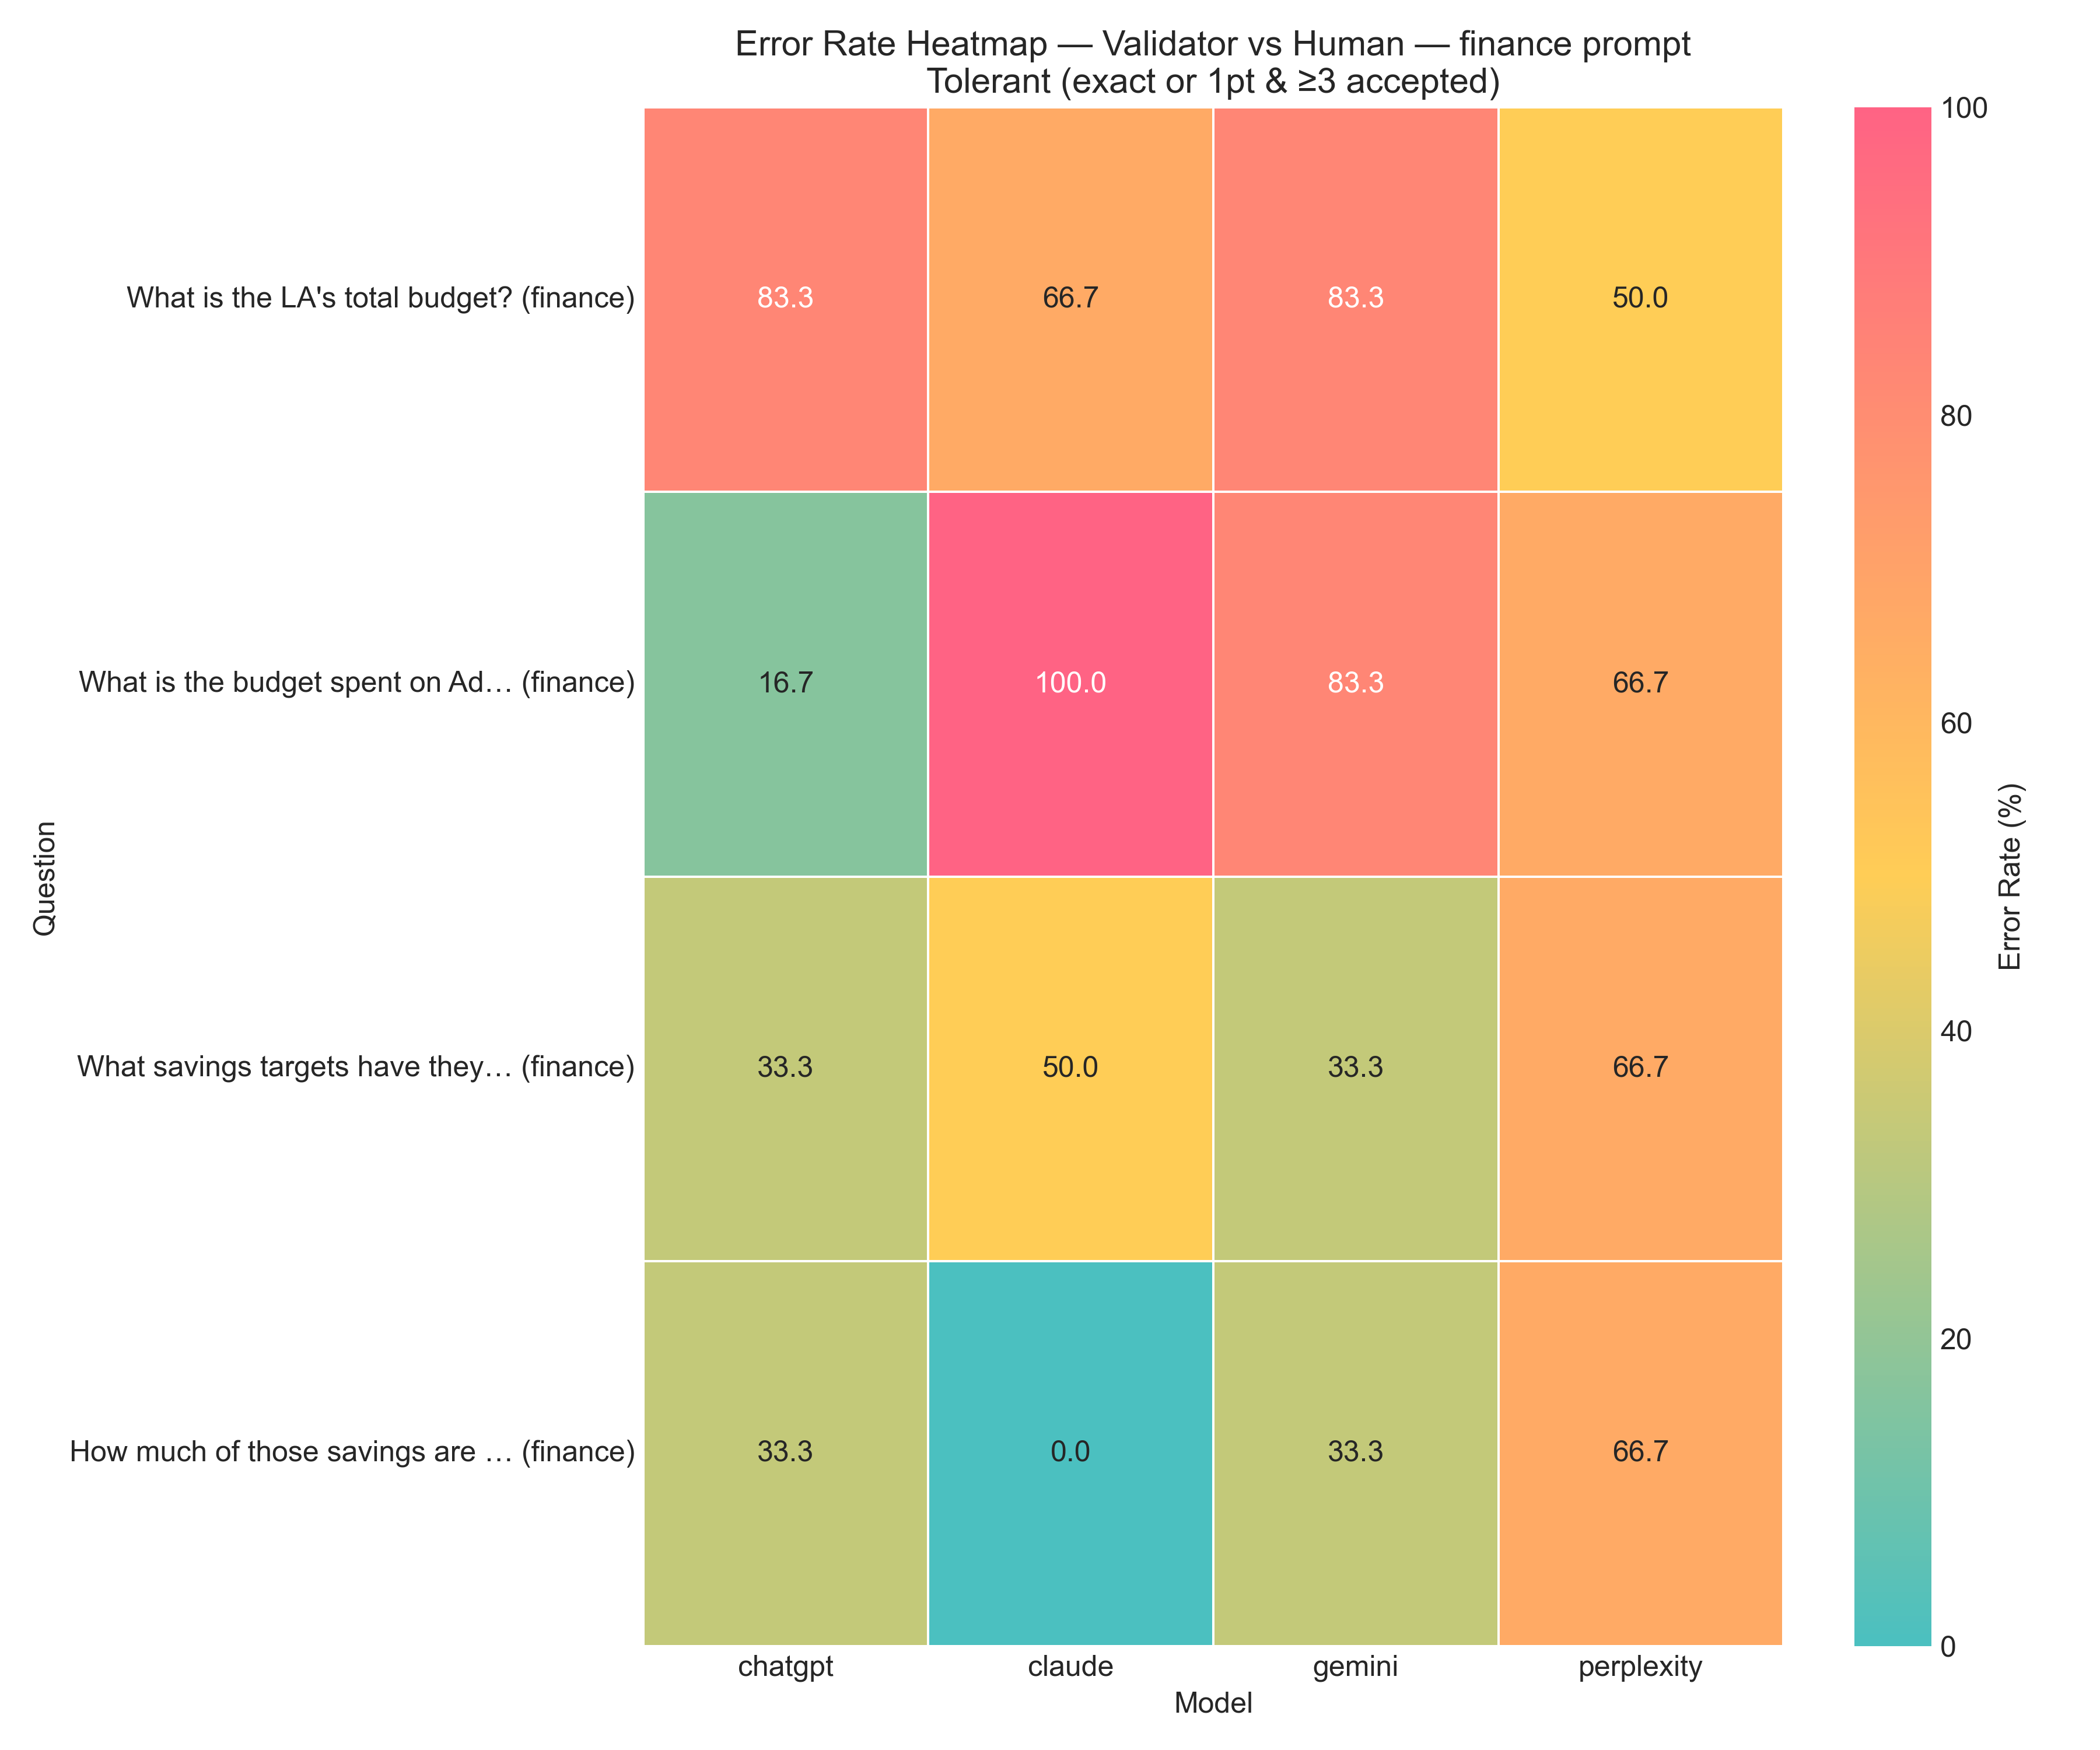 Error Rate Heatmap — Validator vs Human — finance prompt
Tolerant (exact or 1pt & ≥3 accepted)
What is the LA's total budget? (finance)
83.3
66.7
83.3
50.0
What is the budget spent on Ad… (finance)
16.7
100.0
83.3
66.7
What savings targets have they… (finance)
33.3
50.0
33.3
66.7
How much of those savings are … (finance)
33.3
0.0
33.3
66.7
chatgpt
claude
gemini
perplexity
Model
Question
100
80
60
40
20
0
Error Rate (%)